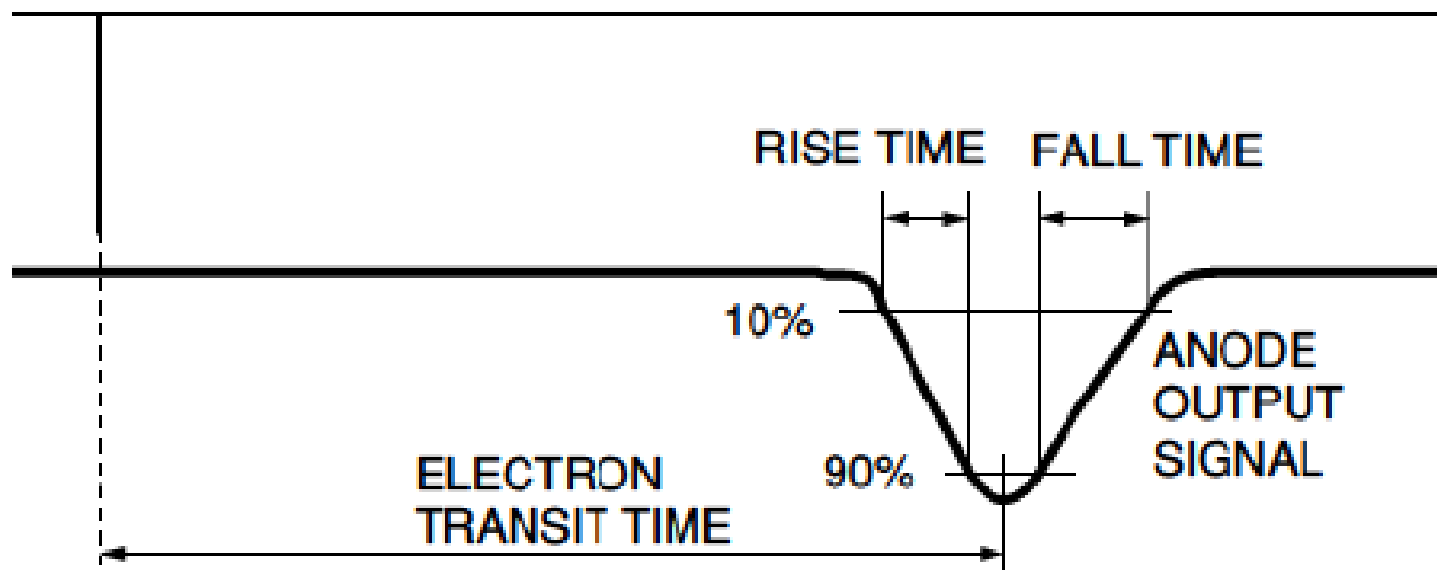 RISE TIME
FALL TIME
10%
ANODE
OUTPUT
SIGNAL
90%
ELECTRON
TRANSIT TIME